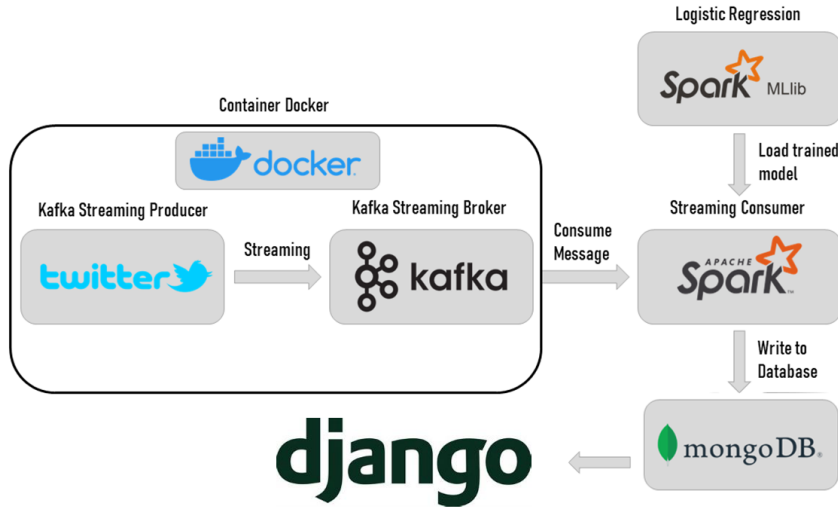 Logistic Regression
Spark MLlib
Container Docker
docker
Load trained
model
Kafka Streaming Producer
Kafka Streaming Broker
Streaming Consumer
twitter
Streaming
kafka
Consume
Message
APACHE
Spark™
Write to
Database
django
mongoDB®